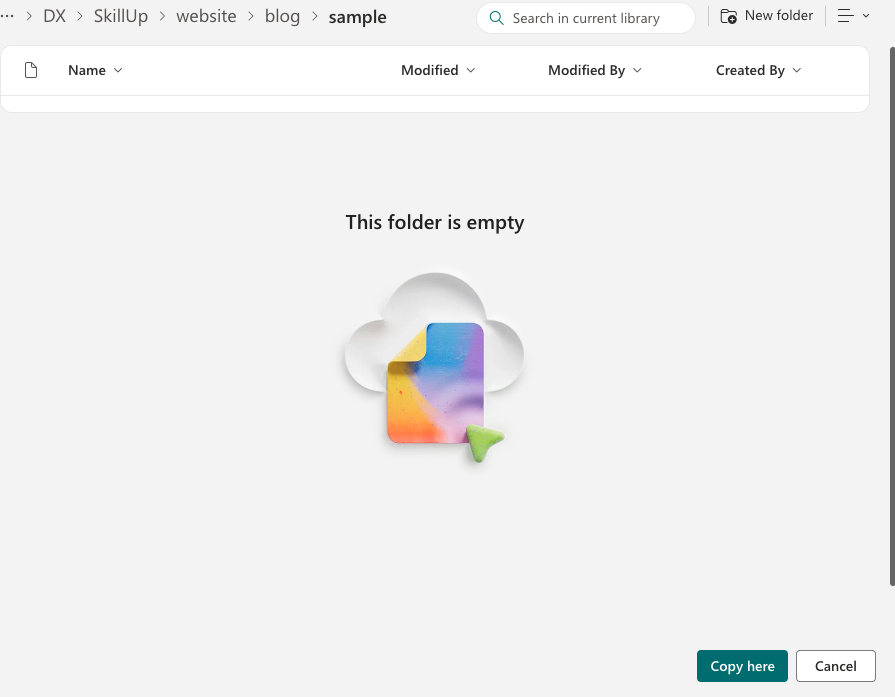 ··· > DX > SkillUp > website > blog > sample
Search in current library
New folder
Name Modified Modified By Created By
This folder is empty
Copy here Cancel